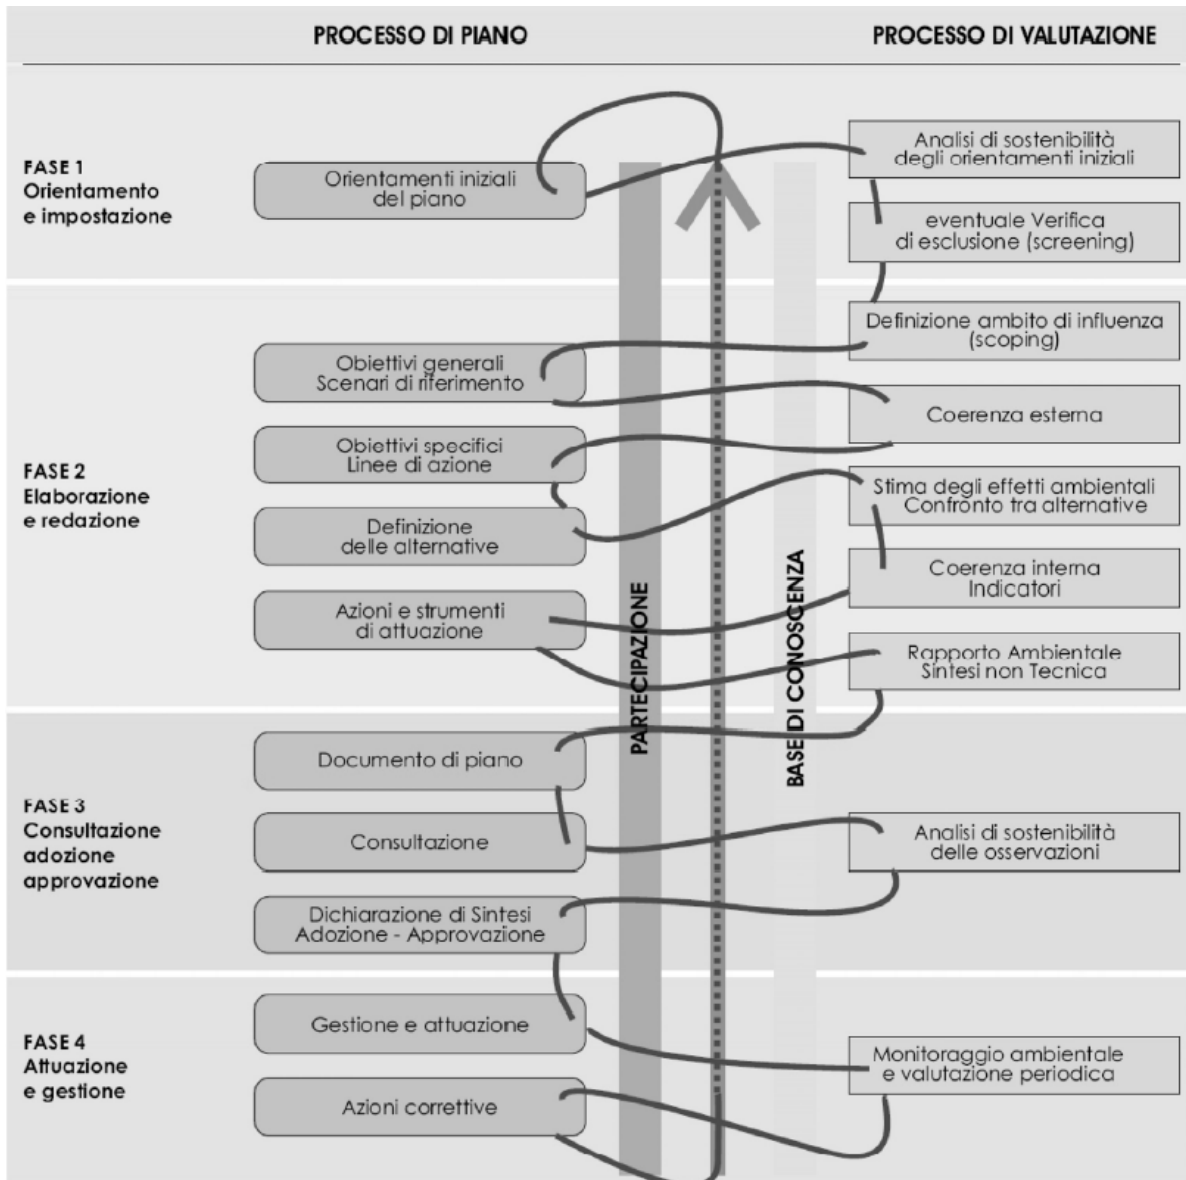 PROCESSO DI PIANO
PROCESSO DI VALUTAZIONE
FASE 1
Orientamento
e impostazione
Orientamenti iniziali
del piano
Analisi di sostenibilità
degli orientamenti iniziali
eventuale Verifica
di esclusione (screening)
FASE 2
Elaborazione
e redazione
Definizione ambito di influenza
(scoping)
Obiettivi generali
Scenari di riferimento
Coerenza esterna
Obiettivi specifici
Linee di azione
Stima degli effetti ambientali
Confronto tra alternative
Definizione
delle alternative
Coerenza interna
Indicatori
Azioni e strumenti
di attuazione
Rapporto Ambientale
Sintesi non Tecnica
PARTECIPAZIONE
BASE DI CONOSCENZA
FASE 3
Consultazione
adozione
approvazione
Documento di piano
Consultazione
Analisi di sostenibilità
delle osservazioni
Dichiarazione di Sintesi
Adozione - Approvazione
FASE 4
Attuazione
e gestione
Gestione e attuazione
Monitoraggio ambientale
e valutazione periodica
Azioni correttive